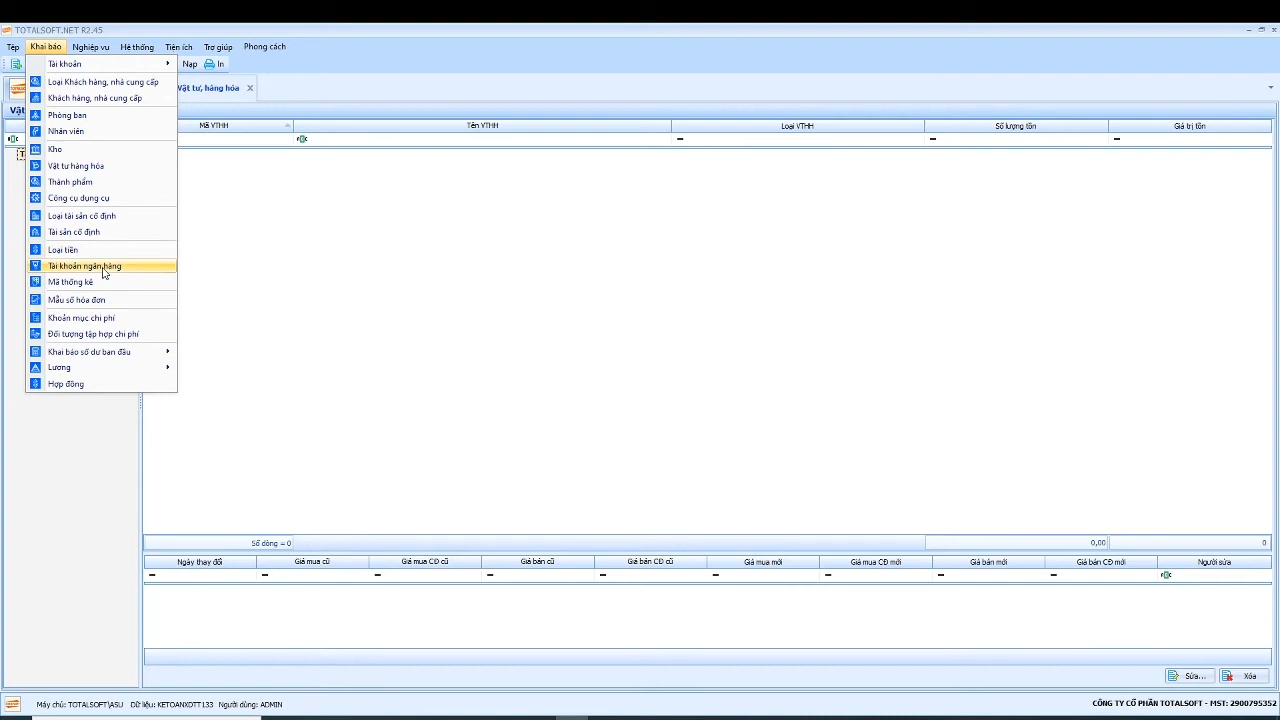 TOTALSOFT.NET R2.45
Tệp Khai báo Nghiệp vụ Hệ thống Tiện ích Trợ giúp Phong cách
Nạp In
Vật tư, hàng hóa
Tài khoản
Loại Khách hàng, nhà cung cấp
Khách hàng, nhà cung cấp
Phòng ban
Nhân viên
Kho
Vật tư hàng hóa
Thành phẩm
Công cụ dụng cụ
Loại tài sản cố định
Tài sản cố định
Loại tiền
Tài khoản ngân hàng
Mã thống kê
Mẫu số hóa đơn
Khoản mục chi phí
Đối tượng tập hợp chi phí
Khai báo số dư ban đầu
Lương
Hợp đồng
Vật
Mã VTHH Tên VTHH Loại VTHH Số lượng tồn Giá trị tồn
Số dòng = 0 0,00 0
Ngày thay đổi Giá mua cũ Giá mua CĐ cũ Giá bán cũ Giá bán CĐ cũ Giá mua mới Giá mua CĐ mới Giá bán mới Giá bán CĐ mới Người sửa
Sửa... Xóa
Máy chủ: TOTALSOFT\ASU Dữ liệu: KETOANXDTT133 Người dùng: ADMIN CÔNG TY CỔ PHẦN TOTALSOFT - MST: 2900795352